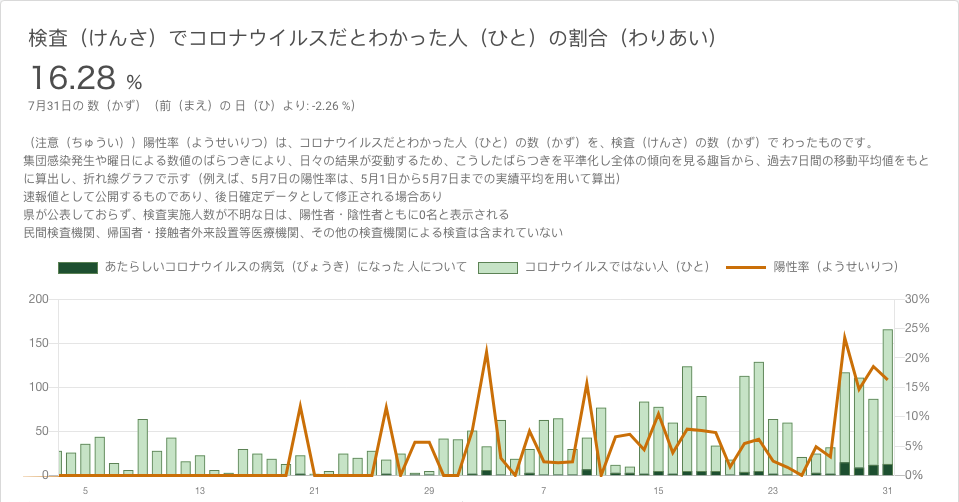 検査（けんさ）でコロナウイルスだとわかった人（ひと）の割合（わりあい）
16.28 %
7月31日の 数（かず）（前（まえ）の 日（ひ）より: -2.26 %）
（注意（ちゅうい））陽性率（ようせいりつ）は、コロナウイルスだとわかった人（ひと）の数（かず）を、検査（けんさ）の数（かず）で わったものです。
集団感染発生や曜日による数値のばらつきにより、日々の結果が変動するため、こうしたばらつきを平準化し全体の傾向を見る趣旨から、過去7日間の移動平均値をもと
に算出し、折れ線グラフで示す（例えば、5月7日の陽性率は、5月1日から5月7日までの実績平均を用いて算出）
速報値として公開するものであり、後日確定データとして修正される場合あり
県が公表しておらず、検査実施人数が不明な日は、陽性者・陰性者ともに0名と表示される
民間検査機関、帰国者・接触者外来設置等医療機関、その他の検査機関による検査は含まれていない
あたらしいコロナウイルスの病気（びょうき）になった 人について コロナウイルスではない人（ひと） 陽性率（ようせいりつ）
200 30%
25%
150
20%
100 15%
10%
50
5%
0 0%
5 13 21 29 7 15 23 31